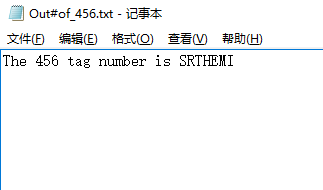 Out#of_456.txt - 记事本
文件(F) 编辑(E) 格式(O) 查看(V) 帮助(H)
The 456 tag number is SRTHEMI